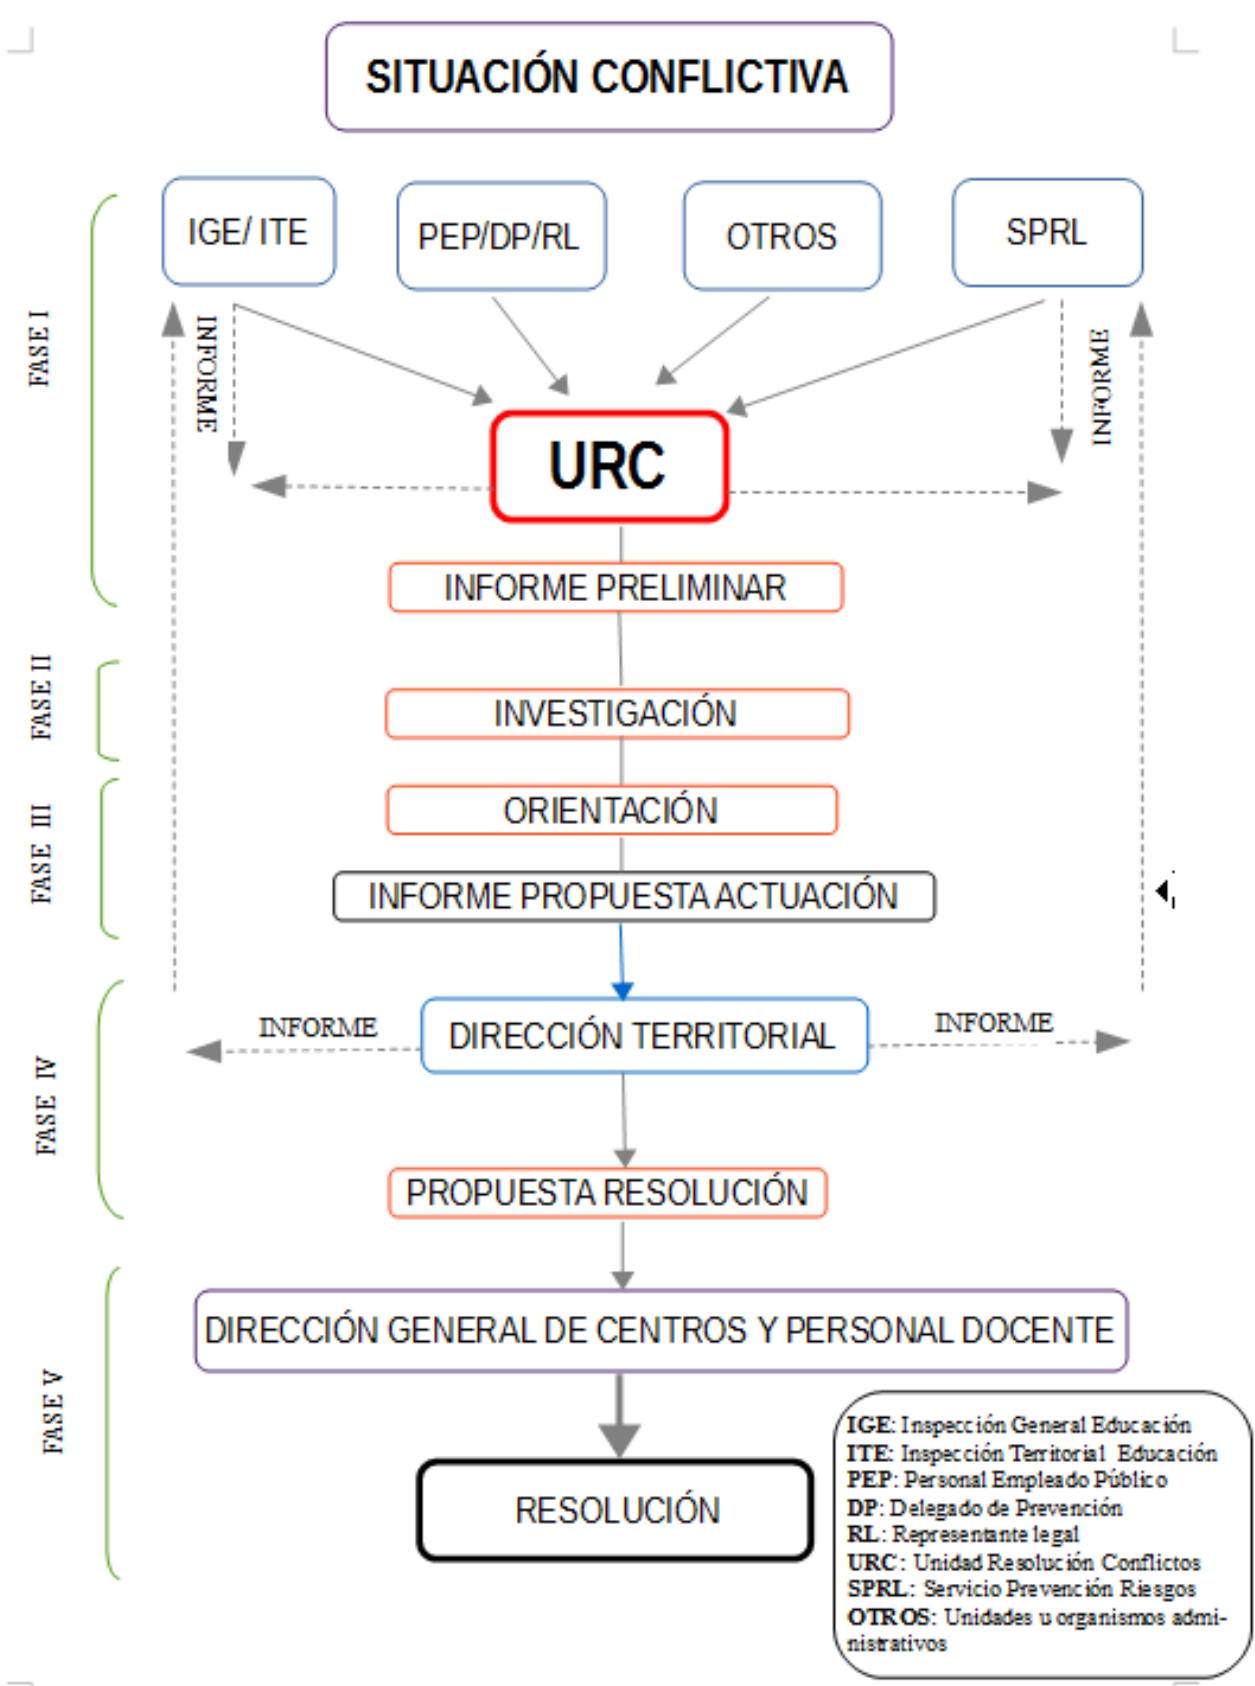 SITUACIÓN CONFLICTIVA
IGE/ ITE
PEP/DP/RL
OTROS
SPRL
FASE I
INFORME
INFORME
URC
INFORME PRELIMINAR
FASE II
INVESTIGACIÓN
FASE III
ORIENTACIÓN
INFORME PROPUESTA ACTUACIÓN
FASE IV
INFORME
DIRECCIÓN TERRITORIAL
INFORME
PROPUESTA RESOLUCIÓN
FASE V
DIRECCIÓN GENERAL DE CENTROS Y PERSONAL DOCENTE
RESOLUCIÓN
IGE: Inspección General Educación
ITE: Inspección Territorial Educación
PEP: Personal Empleado Público
DP: Delegado de Prevención
RL: Representante legal
URC: Unidad Resolución Conflictos
SPRL: Servicio Prevención Riesgos
OTROS: Unidades u organismos admi-
nistrativos